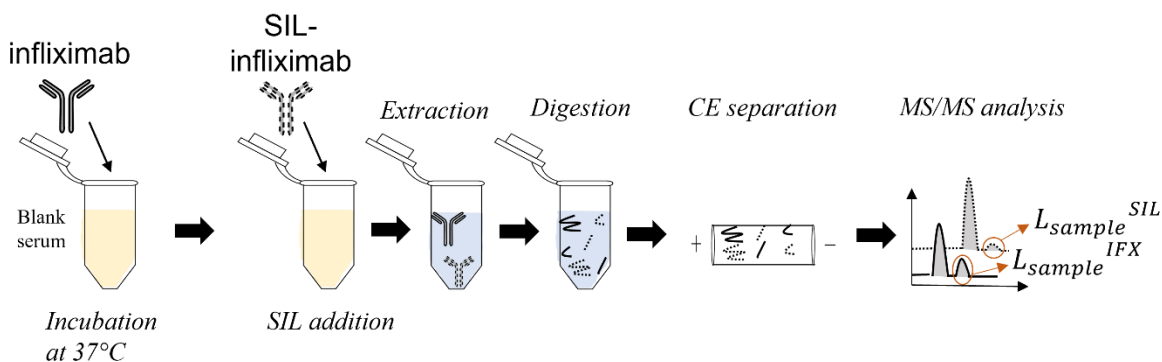 infliximab
SIL-
infliximab
Extraction
Digestion
CE separation
MS/MS analysis
Blank
serum
+
–
L_sample^SIL
L_sample^IFX
Incubation
at 37°C
SIL addition